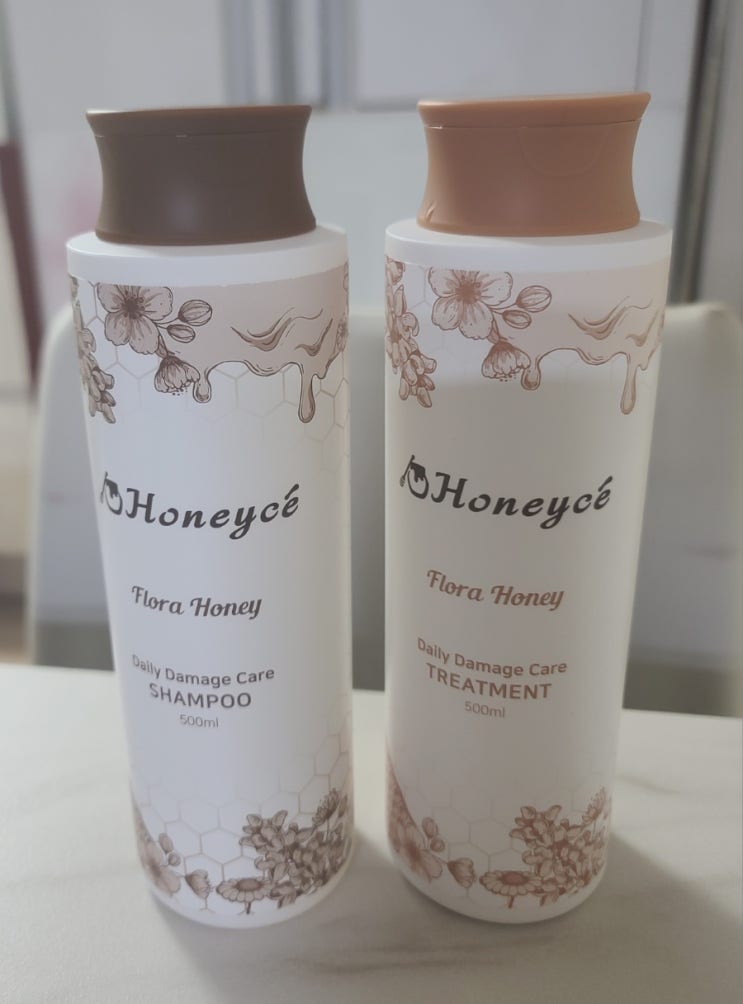 Honeycé
Flora Honey
Daily Damage Care
SHAMPOO
500ml
Honeycé
Flora Honey
Daily Damage Care
TREATMENT
500ml